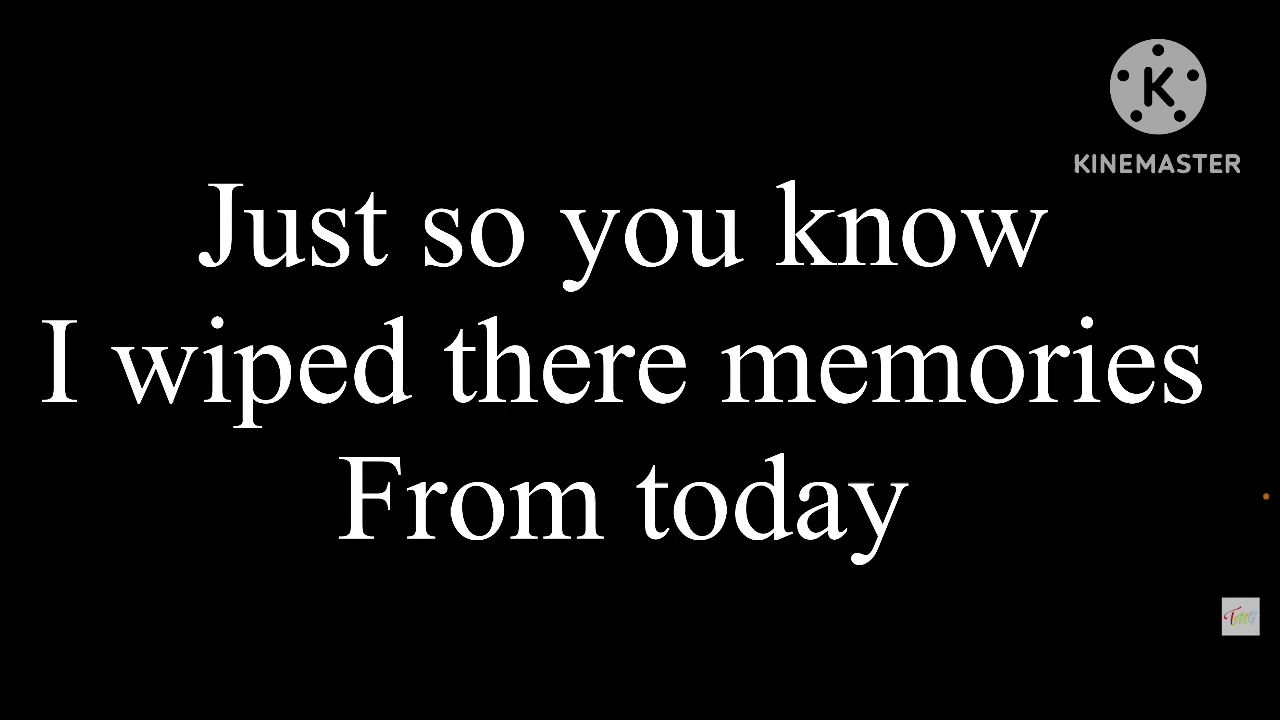 K
KINEMASTER
Just so you know
I wiped there memories
From today